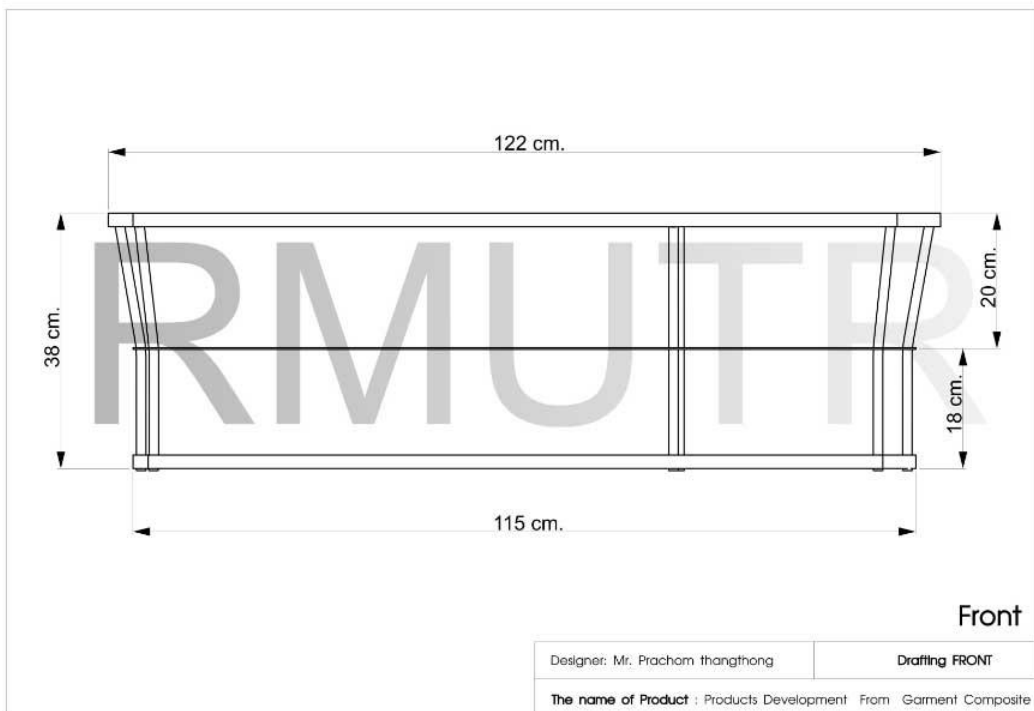 122 cm.
38 cm.
20 cm.
18 cm.
RMUTR
115 cm.
Front
Designer: Mr. Prachom thangthong
Drafting FRONT
The name of Product : Products Development From Garment Composite